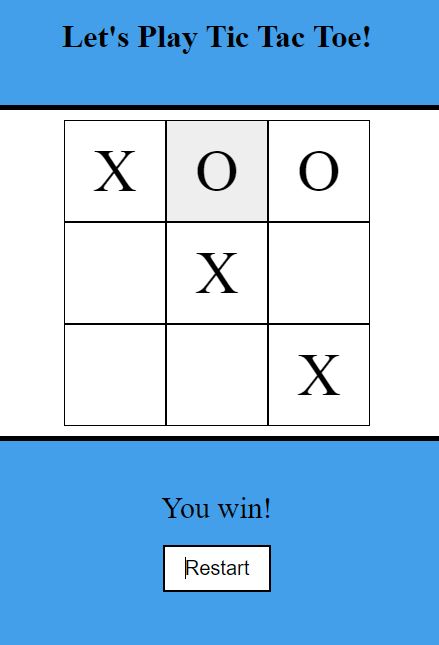 Let's Play Tic Tac Toe!
X O O
X
X
You win!
Restart